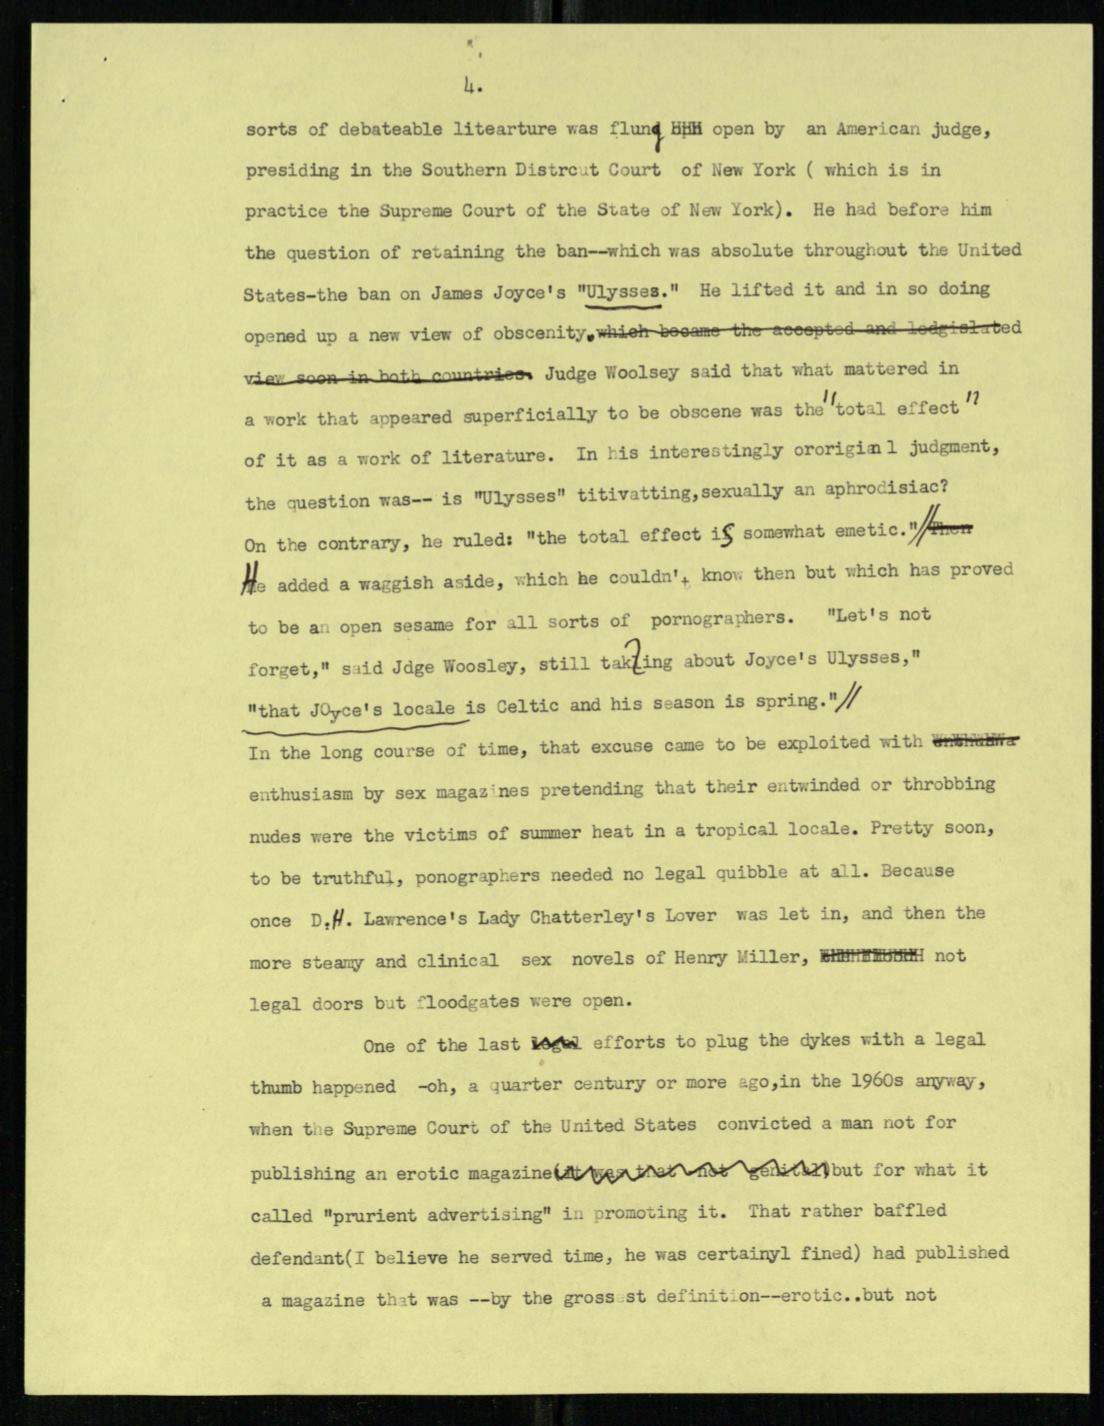 4.
sorts of debateable litearture was flung open by an American judge,
presiding in the Southern Distrcut Court of New York ( which is in
practice the Supreme Court of the State of New York). He had before him
the question of retaining the ban--which was absolute throughout the United
States-the ban on James Joyce's "Ulysses." He lifted it and in so doing
opened up a new view of obscenity. which became the accepted and ledgislated
view soon in both countries. Judge Woolsey said that what mattered in
a work that appeared superficially to be obscene was the "total effect"
of it as a work of literature. In his interestingly ororiginl judgment,
the question was-- is "Ulysses" titivatting,sexually an aphrodisiac?
On the contrary, he ruled: "the total effect is somewhat emetic."// Then
He added a waggish aside, which he couldn't know then but which has proved
to be an open sesame for all sorts of pornographers. "Let's not
forget," said Jdge Woosley, still talking about Joyce's Ulysses,"
"that JOyce's locale is Celtic and his season is spring."//
In the long course of time, that excuse came to be exploited with
enthusiasm by sex magazines pretending that their entwinded or throbbing
nudes were the victims of summer heat in a tropical locale. Pretty soon,
to be truthful, ponographers needed no legal quibble at all. Because
once D.H. Lawrence's Lady Chatterley's Lover was let in, and then the
more steamy and clinical sex novels of Henry Miller, not
legal doors but floodgates were open.
One of the last legal efforts to plug the dykes with a legal
thumb happened -oh, a quarter century or more ago,in the 1960s anyway,
when the Supreme Court of the United States convicted a man not for
publishing an erotic magazine(it was that not genital)but for what it
called "prurient advertising" in promoting it. That rather baffled
defendant(I believe he served time, he was certainyl fined) had published
a magazine that was --by the grossest definition--erotic..but not